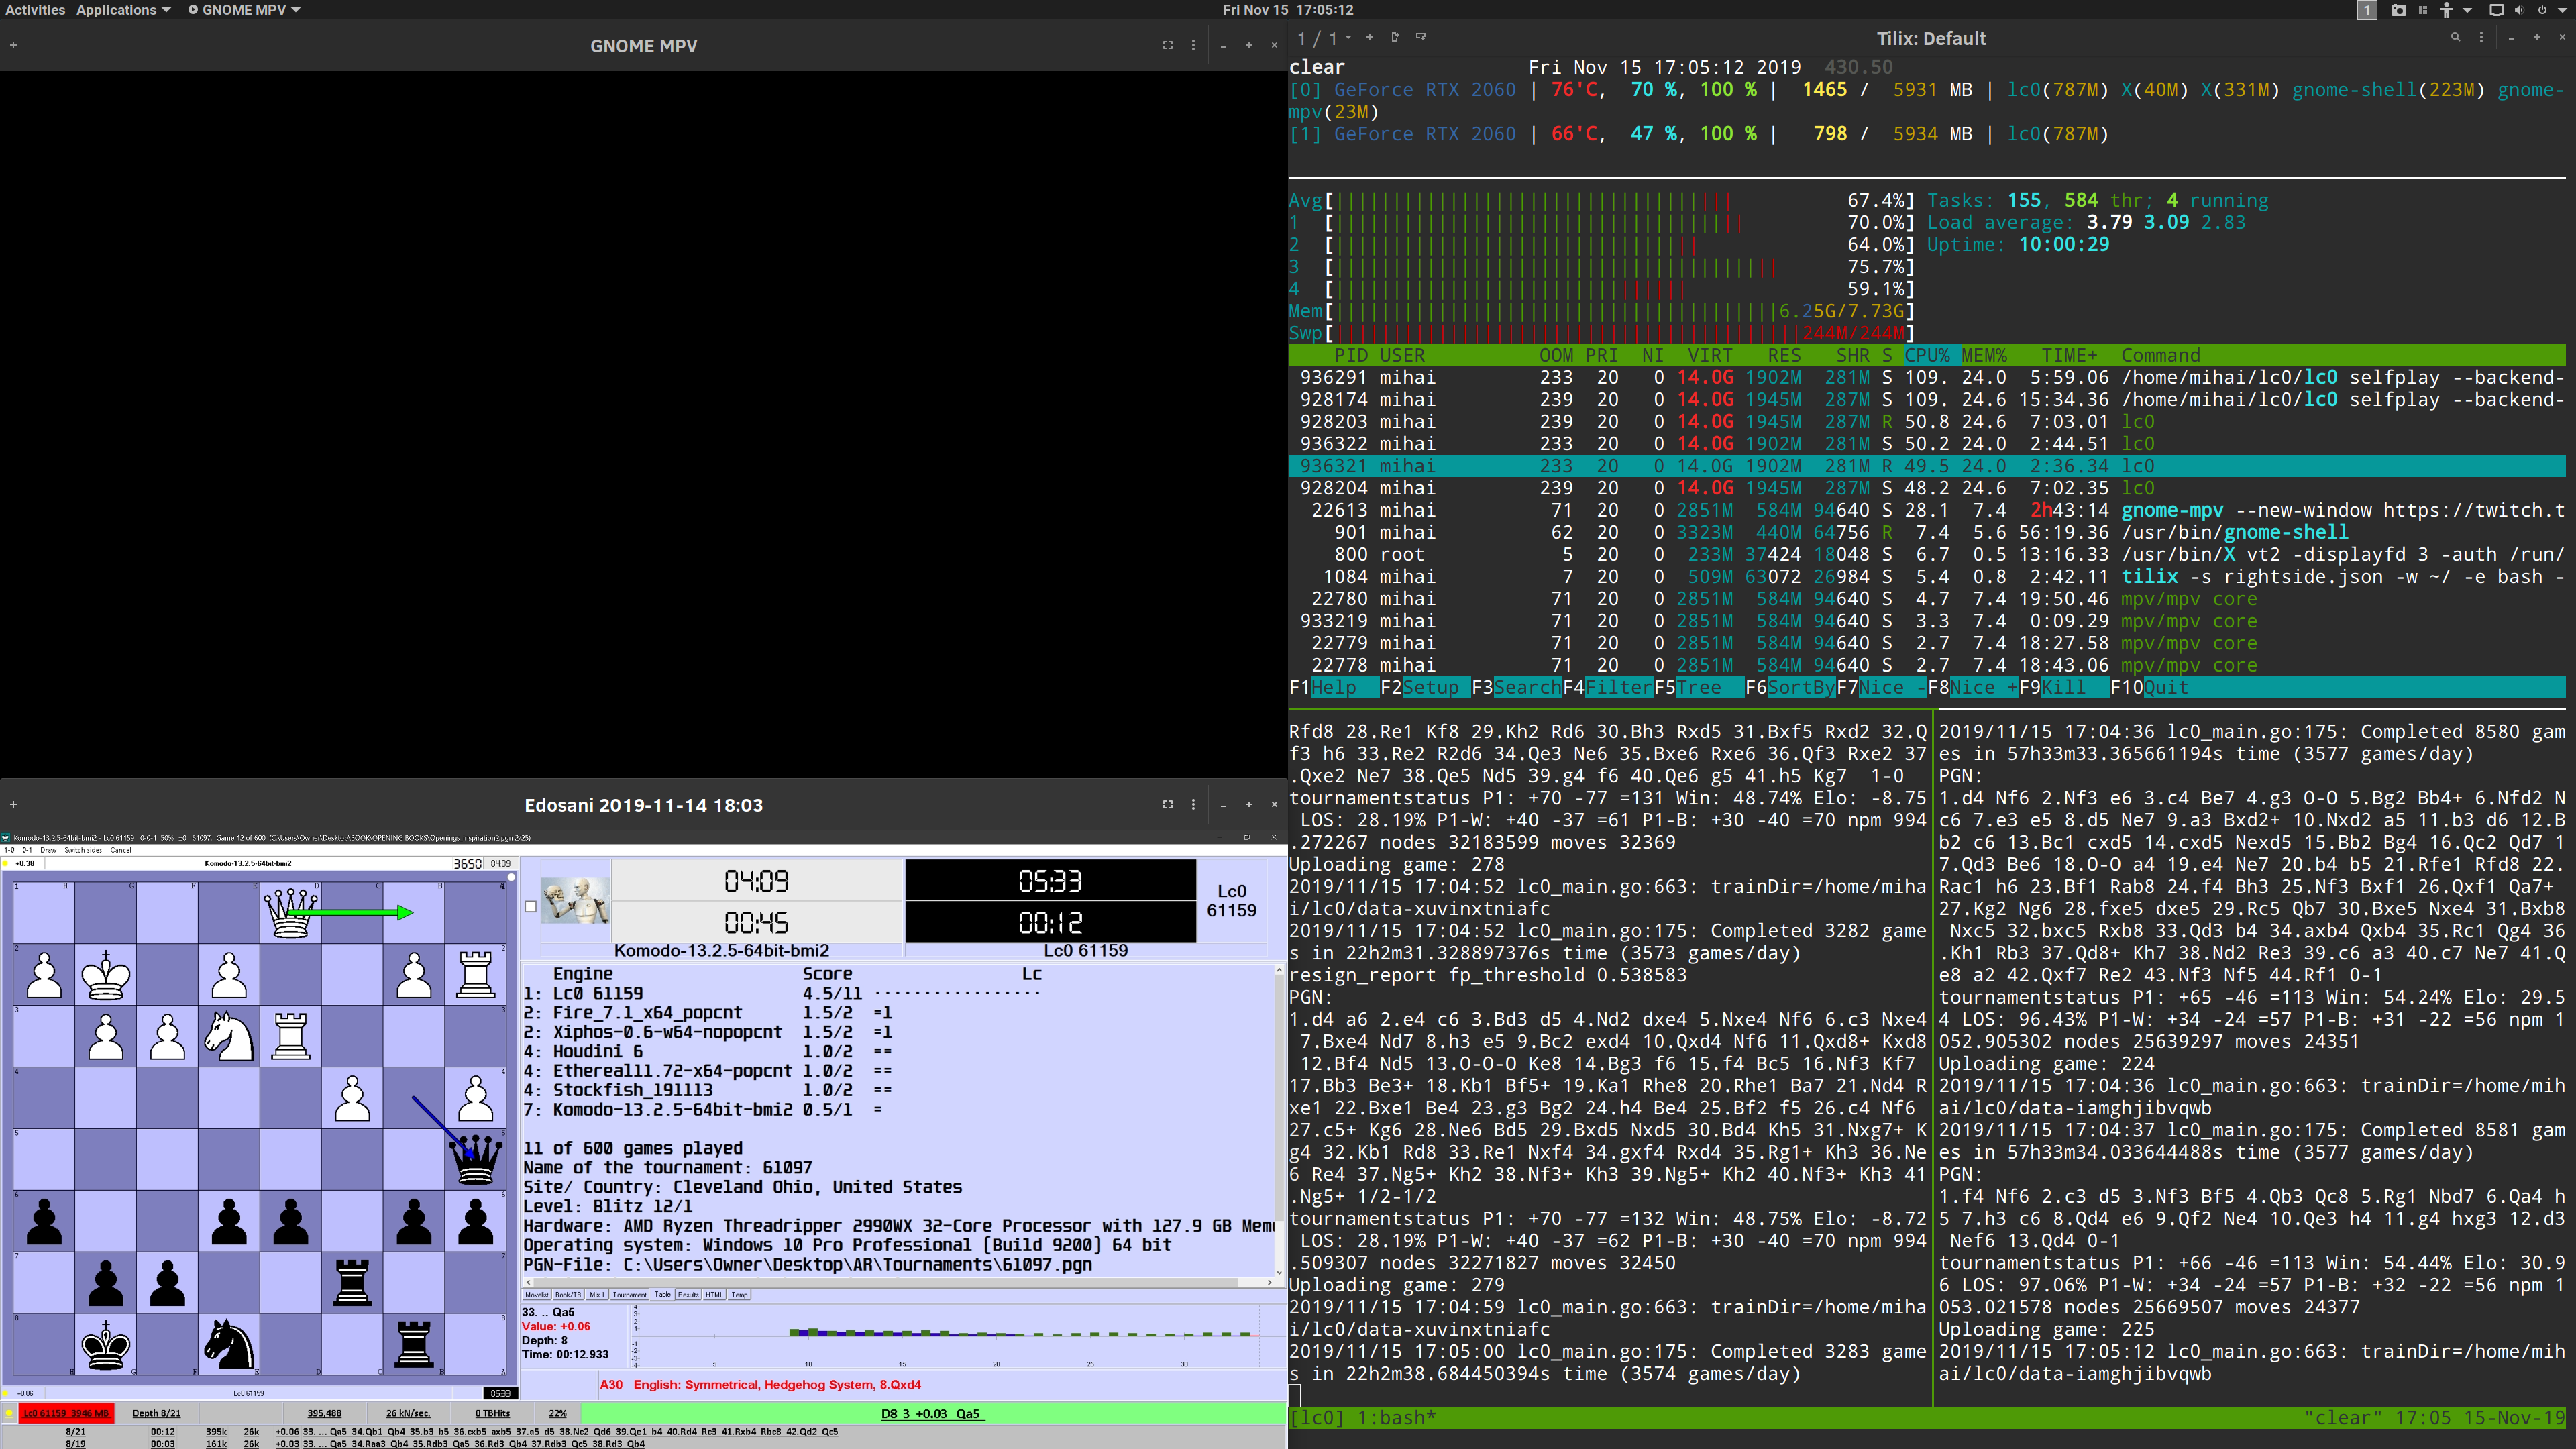 Activities Applications GNOME MPV Fri Nov 15 17:05:12 1
GNOME MPV
1 / 1 Tilix: Default
clear Fri Nov 15 17:05:12 2019 430.50
[0] GeForce RTX 2060 | 76'C, 70 %, 100 % | 1465 / 5931 MB | lc0(787M) X(40M) X(331M) gnome-shell(223M) gnome-
mpv(23M)
[1] GeForce RTX 2060 | 66'C, 47 %, 100 % | 798 / 5934 MB | lc0(787M)
Avg[ 67.4%] Tasks: 155, 584 thr; 4 running
1 [ 70.0%] Load average: 3.79 3.09 2.83
2 [ 64.0%] Uptime: 10:00:29
3 [ 75.7%]
4 [ 59.1%]
Mem[ 6.25G/7.73G]
Swp[ 244M/244M]
PID USER OOM PRI NI VIRT RES SHR S CPU% MEM% TIME+ Command
936291 mihai 233 20 0 14.0G 1902M 281M S 109. 24.0 5:59.06 /home/mihai/lc0/lc0 selfplay --backend-
928174 mihai 239 20 0 14.0G 1945M 287M S 109. 24.6 15:34.36 /home/mihai/lc0/lc0 selfplay --backend-
928203 mihai 239 20 0 14.0G 1945M 287M R 50.8 24.6 7:03.01 lc0
936322 mihai 233 20 0 14.0G 1902M 281M S 50.2 24.0 2:44.51 lc0
936321 mihai 233 20 0 14.0G 1902M 281M R 49.5 24.0 2:36.34 lc0
928204 mihai 239 20 0 14.0G 1945M 287M S 48.2 24.6 7:02.35 lc0
22613 mihai 71 20 0 2851M 584M 94640 S 28.1 7.4 2h43:14 gnome-mpv --new-window https://twitch.t
901 mihai 62 20 0 3323M 440M 64756 R 7.4 5.6 56:19.36 /usr/bin/gnome-shell
800 root 5 20 0 233M 37424 18048 S 6.7 0.5 13:16.33 /usr/bin/X vt2 -displayfd 3 -auth /run/
1084 mihai 7 20 0 509M 63072 26984 S 5.4 0.8 2:42.11 tilix -s rightside.json -w ~/ -e bash -
22780 mihai 71 20 0 2851M 584M 94640 S 4.7 7.4 19:50.46 mpv/mpv core
933219 mihai 71 20 0 2851M 584M 94640 S 3.3 7.4 0:09.29 mpv/mpv core
22779 mihai 71 20 0 2851M 584M 94640 S 2.7 7.4 18:27.58 mpv/mpv core
22778 mihai 71 20 0 2851M 584M 94640 S 2.7 7.4 18:43.06 mpv/mpv core
F1Help F2Setup F3SearchF4FilterF5Tree F6SortByF7Nice -F8Nice +F9Kill F10Quit
Rfd8 28.Re1 Kf8 29.Kh2 Rd6 30.Bh3 Rxd5 31.Bxf5 Rxd2 32.Q
f3 h6 33.Re2 R2d6 34.Qe3 Ne6 35.Bxe6 Rxe6 36.Qf3 Rxe2 37
.Qxe2 Ne7 38.Qe5 Nd5 39.g4 f6 40.Qe6 g5 41.h5 Kg7 1-0
tournamentstatus P1: +70 -77 =131 Win: 48.74% Elo: -8.75
LOS: 28.19% P1-W: +40 -37 =61 P1-B: +30 -40 =70 npm 994
.272267 nodes 32183599 moves 32369
Uploading game: 278
2019/11/15 17:04:52 lc0_main.go:663: trainDir=/home/miha
i/lc0/data-xuvinxtniafc
2019/11/15 17:04:52 lc0_main.go:175: Completed 3282 game
s in 22h2m31.328897376s time (3573 games/day)
resign_report fp_threshold 0.538583
PGN:
1.d4 a6 2.e4 c6 3.Bd3 d5 4.Nd2 dxe4 5.Nxe4 Nf6 6.c3 Nxe4
7.Bxe4 Nd7 8.h3 e5 9.Bc2 exd4 10.Qxd4 Nf6 11.Qxd8+ Kxd8
12.Bf4 Nd5 13.O-O-O Ke8 14.Bg3 f6 15.f4 Bc5 16.Nf3 Kf7
17.Bb3 Be3+ 18.Kb1 Bf5+ 19.Ka1 Rhe8 20.Rhe1 Ba7 21.Nd4 R
xe1 22.Bxe1 Be4 23.g3 Bg2 24.h4 Be4 25.Bf2 f5 26.c4 Nf6
27.c5+ Kg6 28.Ne6 Bd5 29.Bxd5 Nxd5 30.Bd4 Kh5 31.Nxg7+ K
g4 32.Kb1 Rd8 33.Re1 Nxf4 34.gxf4 Rxd4 35.Rg1+ Kh3 36.Ne
6 Re4 37.Ng5+ Kh2 38.Nf3+ Kh3 39.Ng5+ Kh2 40.Nf3+ Kh3 41
.Ng5+ 1/2-1/2
tournamentstatus P1: +70 -77 =132 Win: 48.75% Elo: -8.72
LOS: 28.19% P1-W: +40 -37 =62 P1-B: +30 -40 =70 npm 994
.509307 nodes 32271827 moves 32450
Uploading game: 279
2019/11/15 17:04:59 lc0_main.go:663: trainDir=/home/miha
i/lc0/data-xuvinxtniafc
2019/11/15 17:05:00 lc0_main.go:175: Completed 3283 game
s in 22h2m38.684450394s time (3574 games/day)
2019/11/15 17:04:36 lc0_main.go:175: Completed 8580 gam
es in 57h33m33.365661194s time (3577 games/day)
PGN:
1.d4 Nf6 2.Nf3 e6 3.c4 Be7 4.g3 O-O 5.Bg2 Bb4+ 6.Nfd2 N
c6 7.e3 e5 8.d5 Ne7 9.a3 Bxd2+ 10.Nxd2 a5 11.b3 d6 12.B
b2 c6 13.Bc1 cxd5 14.cxd5 Nexd5 15.Bb2 Bg4 16.Qc2 Qd7 1
7.Qd3 Be6 18.O-O a4 19.e4 Ne7 20.b4 b5 21.Rfe1 Rfd8 22.
Rac1 h6 23.Bf1 Rab8 24.f4 Bh3 25.Nf3 Bxf1 26.Qxf1 Qa7+
27.Kg2 Ng6 28.fxe5 dxe5 29.Rc5 Qb7 30.Bxe5 Nxe4 31.Bxb8
Nxc5 32.bxc5 Rxb8 33.Qd3 b4 34.axb4 Qxb4 35.Rc1 Qg4 36
.Kh1 Rb3 37.Qd8+ Kh7 38.Nd2 Re3 39.c6 a3 40.c7 Ne7 41.Q
e8 a2 42.Qxf7 Re2 43.Nf3 Nf5 44.Rf1 0-1
tournamentstatus P1: +65 -46 =113 Win: 54.24% Elo: 29.5
4 LOS: 96.43% P1-W: +34 -24 =57 P1-B: +31 -22 =56 npm 1
052.905302 nodes 25639297 moves 24351
Uploading game: 224
2019/11/15 17:04:36 lc0_main.go:663: trainDir=/home/mih
ai/lc0/data-iamghjibvqwb
2019/11/15 17:04:37 lc0_main.go:175: Completed 8581 gam
es in 57h33m34.033644488s time (3577 games/day)
PGN:
1.f4 Nf6 2.c3 d5 3.Nf3 Bf5 4.Qb3 Qc8 5.Rg1 Nbd7 6.Qa4 h
5 7.h3 c6 8.Qd4 e6 9.Qf2 Ne4 10.Qe3 h4 11.g4 hxg3 12.d3
Nef6 13.Qd4 0-1
tournamentstatus P1: +66 -46 =113 Win: 54.44% Elo: 30.9
6 LOS: 97.06% P1-W: +34 -24 =57 P1-B: +32 -22 =56 npm 1
053.021578 nodes 25669507 moves 24377
Uploading game: 225
2019/11/15 17:05:12 lc0_main.go:663: trainDir=/home/mih
ai/lc0/data-iamghjibvqwb
[lc0] 1:bash* "clear" 17:05 15-Nov-19
Edosani 2019-11-14 18:03
Komodo-13.2.5-64bit-bmi2 - Lc0 61159 0-0-1 50% ±0 61097: Game 12 of 600 (C:\Users\Owner\Desktop\BOOK\OPENING BOOKS\Openings_inspiration2.pgn 2/25)
1-0 0-1 Draw Switch sides Cancel
+0.38 Komodo-13.2.5-64bit-bmi2 3650 04:09
1 H G F E D C B A
2 2
3 3
4 4
5 5
6 6
7 7
8 8
H G F E D C B A
+0.06 Lc0 61159 05:33
04:09 05:33
00:45 00:12
Lc0
61159
Komodo-13.2.5-64bit-bmi2 Lc0 61159
Engine Score Lc
1: Lc0 61159 4.5/11 · · · · · · · · · · · · · · · · ·
2: Fire_7.1_x64_popcnt 1.5/2 =1
2: Xiphos-0.6-w64-nopopcnt 1.5/2 =1
4: Houdini 6 1.0/2 ==
4: Ethereal11.72-x64-popcnt 1.0/2 ==
4: Stockfish_191113 1.0/2 ==
7: Komodo-13.2.5-64bit-bmi2 0.5/1 =
11 of 600 games played
Name of the tournament: 61097
Site/ Country: Cleveland Ohio, United States
Level: Blitz 12/1
Hardware: AMD Ryzen Threadripper 2990WX 32-Core Processor with 127.9 GB Mem
Operating system: Windows 10 Pro Professional (Build 9200) 64 bit
PGN-File: C:\Users\Owner\Desktop\AR\Tournaments\61097.pgn
Movelist Book/TB Mix 1 Tournament Table Results HTML Temp
33. .. Qa5
Value: +0.06
Depth: 8
Time: 00:12.933
4
3
2
1
-1
-2
-3
-4
5 10 15 20 25 30
A30 English: Symmetrical, Hedgehog System, 8.Qxd4
Lc0 61159 3946 MB Depth 8/21 395,488 26 kN/sec. 0 TBHits 22% D8 3 +0.03 Qa5
8/21 00:12 395k 26k +0.06 33. ... Qa5 34.Qb1 Qb4 35.b3 b5 36.cxb5 axb5 37.a5 d5 38.Nc2 Qd6 39.Qe1 b4 40.Rd4 Rc3 41.Rxb4 Rbc8 42.Qd2 Qc5
8/19 00:03 161k 26k +0.03 33. ... Qa5 34.Raa3 Qb4 35.Rdb3 Qa5 36.Rd3 Qb4 37.Rdb3 Qc5 38.Rd3 Qb4